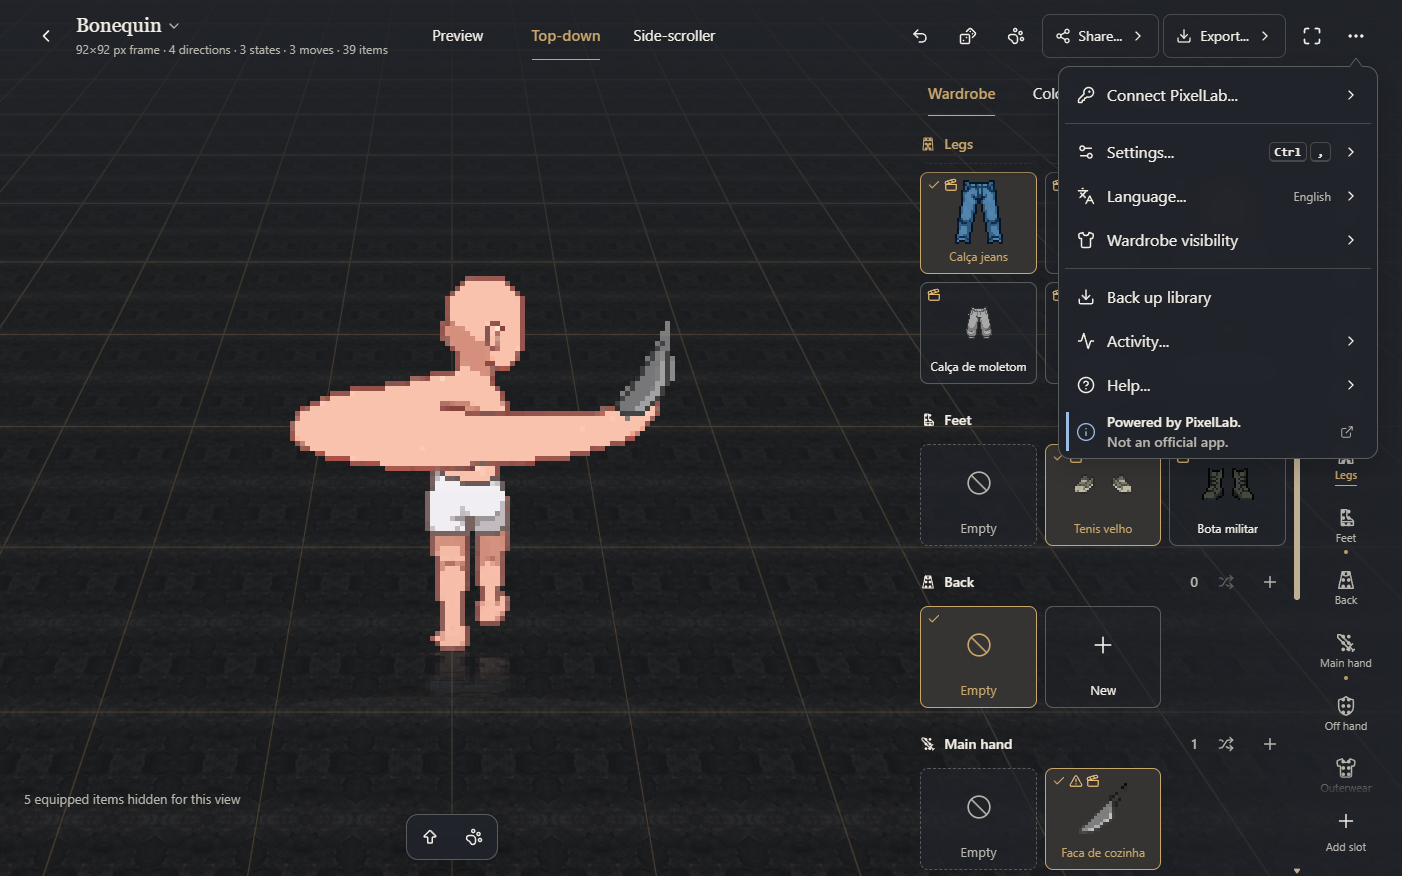 Bonequin
92×92 px frame · 4 directions · 3 states · 3 moves · 39 items
Preview
Top-down
Side-scroller
Share...
Export...
Wardrobe
Legs
Calça jeans
Calça de moletom
Connect PixelLab...
Settings...
Ctrl ,
Language...
English
Wardrobe visibility
Back up library
Activity...
Help...
Powered by PixelLab.
Not an official app.
Feet
Empty
Tenis velho
Bota militar
Back
0
Empty
New
Main hand
1
Empty
Faca de cozinha
Legs
Feet
Back
Main hand
Off hand
Outerwear
Add slot
5 equipped items hidden for this view